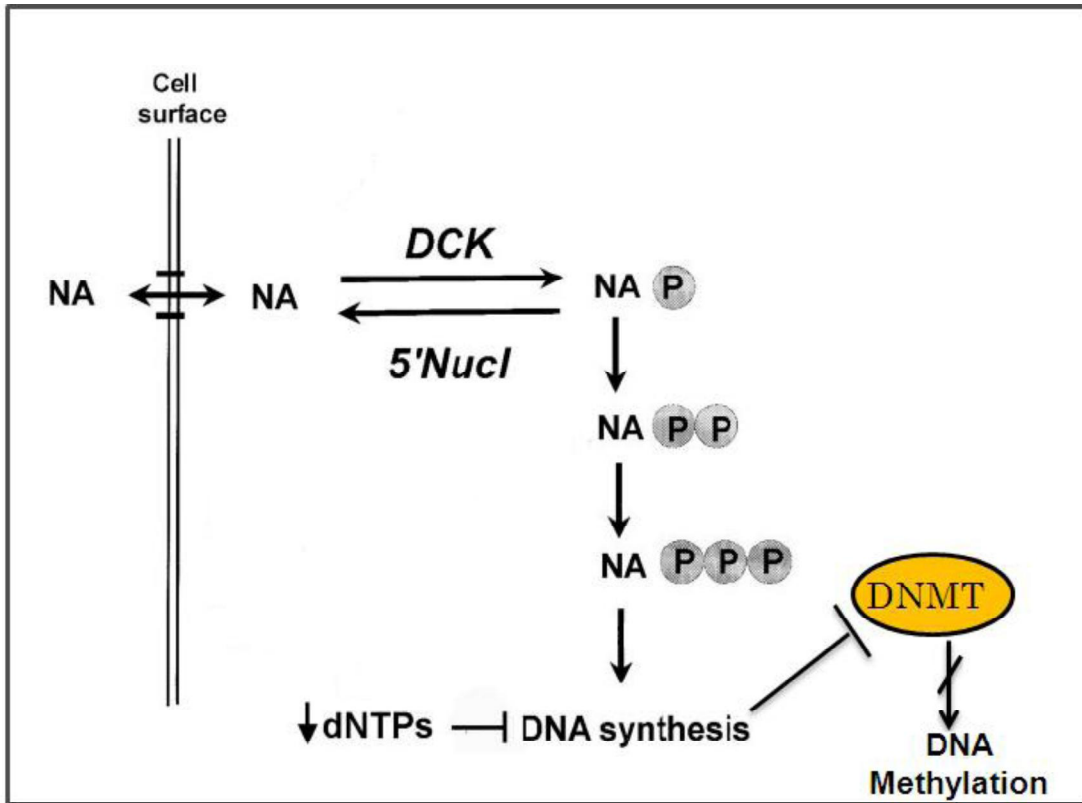 Cell
surface
DCK
NA
NA
NA P
5'Nucl
NA P P
NA P P P
DNMT
dNTPs
DNA synthesis
DNA
Methylation